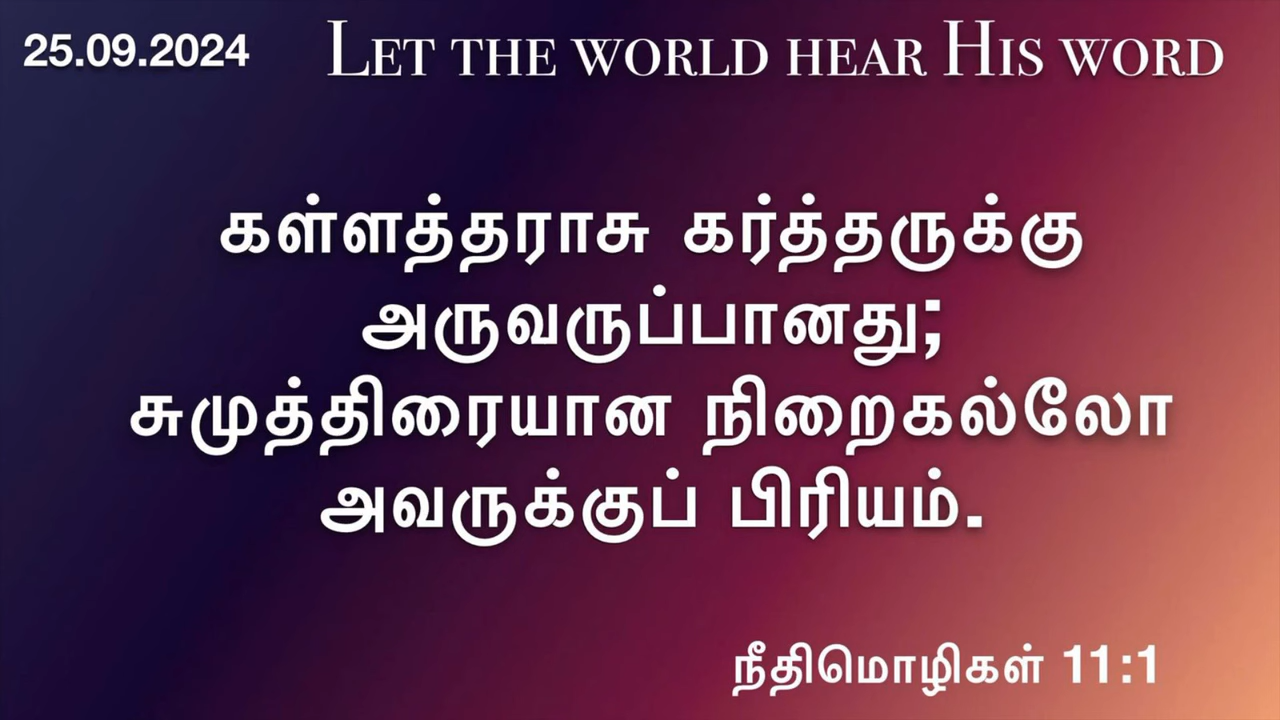 25.09.2024 LET THE WORLD HEAR HIS WORD
கள்ளத்தராசு கர்த்தருக்கு
அருவருப்பானது;
சுமுத்திரையான நிறைகல்லோ
அவருக்குப் பிரியம்.
நீதிமொழிகள் 11:1